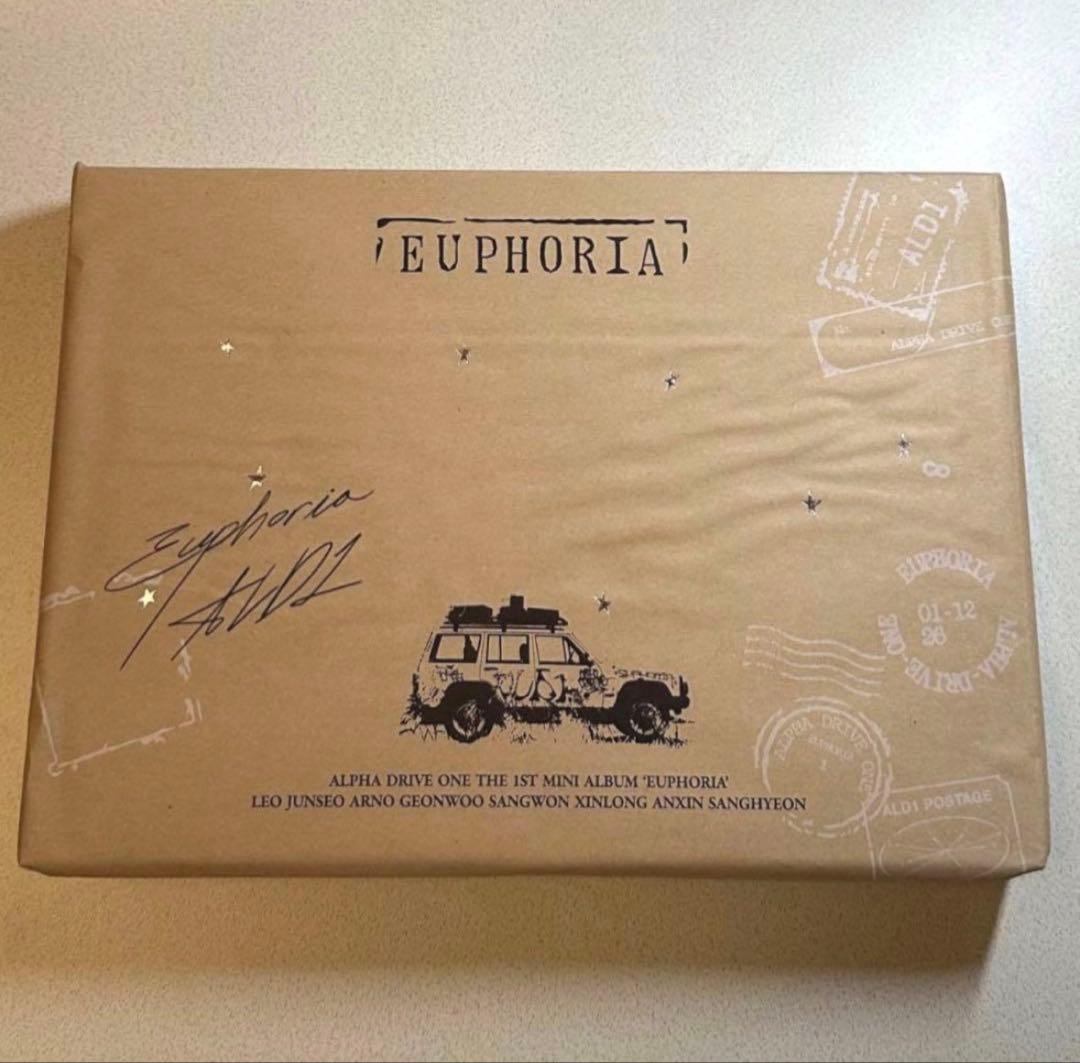 EUPHORIA
ALD1
ALPHA DRIVE
8
Euphoria
ALD1
EUPHORIA
01-12
26
ALPHA-DRIVE-ONE
ALPHA DRIVE ONE
ALPHA DRIVE ONE THE 1ST MINI ALBUM 'EUPHORIA'
LEO JUNSEO ARNO GEONWOO SANGWON XINLONG ANXIN SANGHYEON
ALD1 POSTAGE